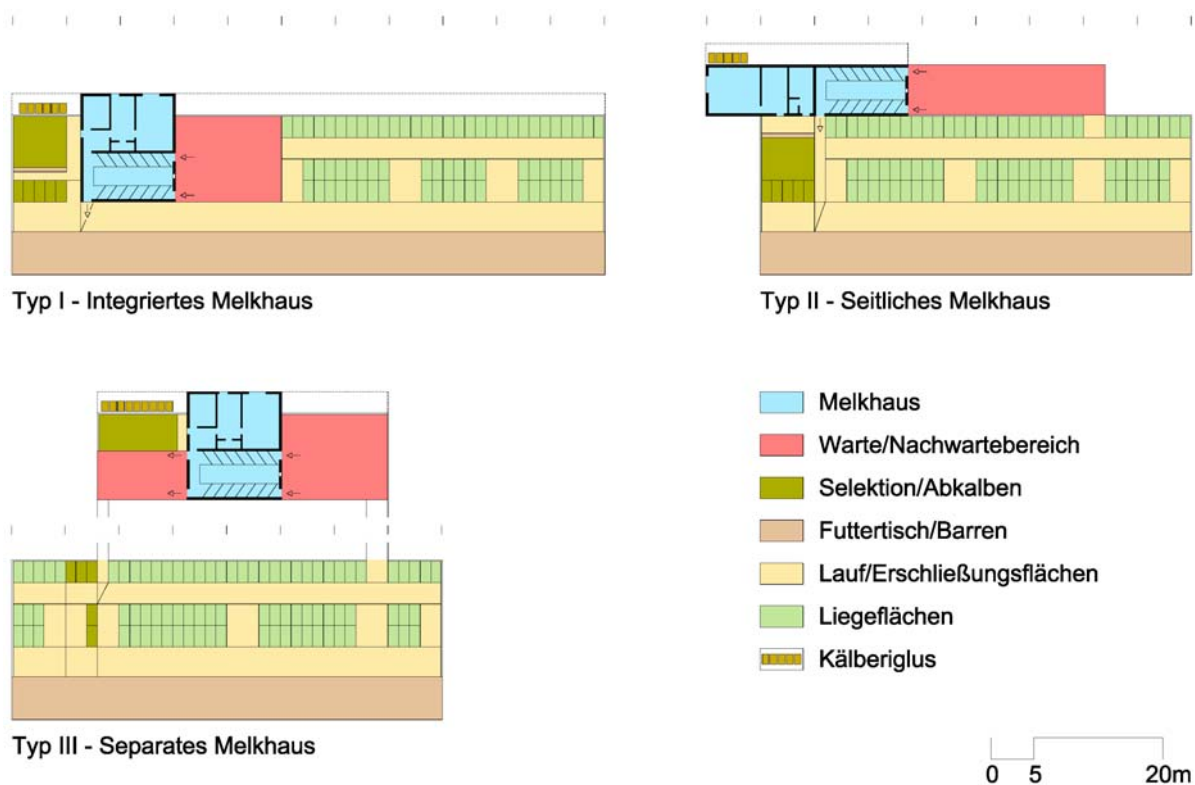 Typ I - Integriertes Melkhaus
Typ II - Seitliches Melkhaus
Typ III - Separates Melkhaus
Melkhaus
Warte/Nachwartebereich
Selektion/Abkalben
Futtertisch/Barren
Lauf/Erschließungsflächen
Liegeflächen
Kälberiglus
0 5 20m